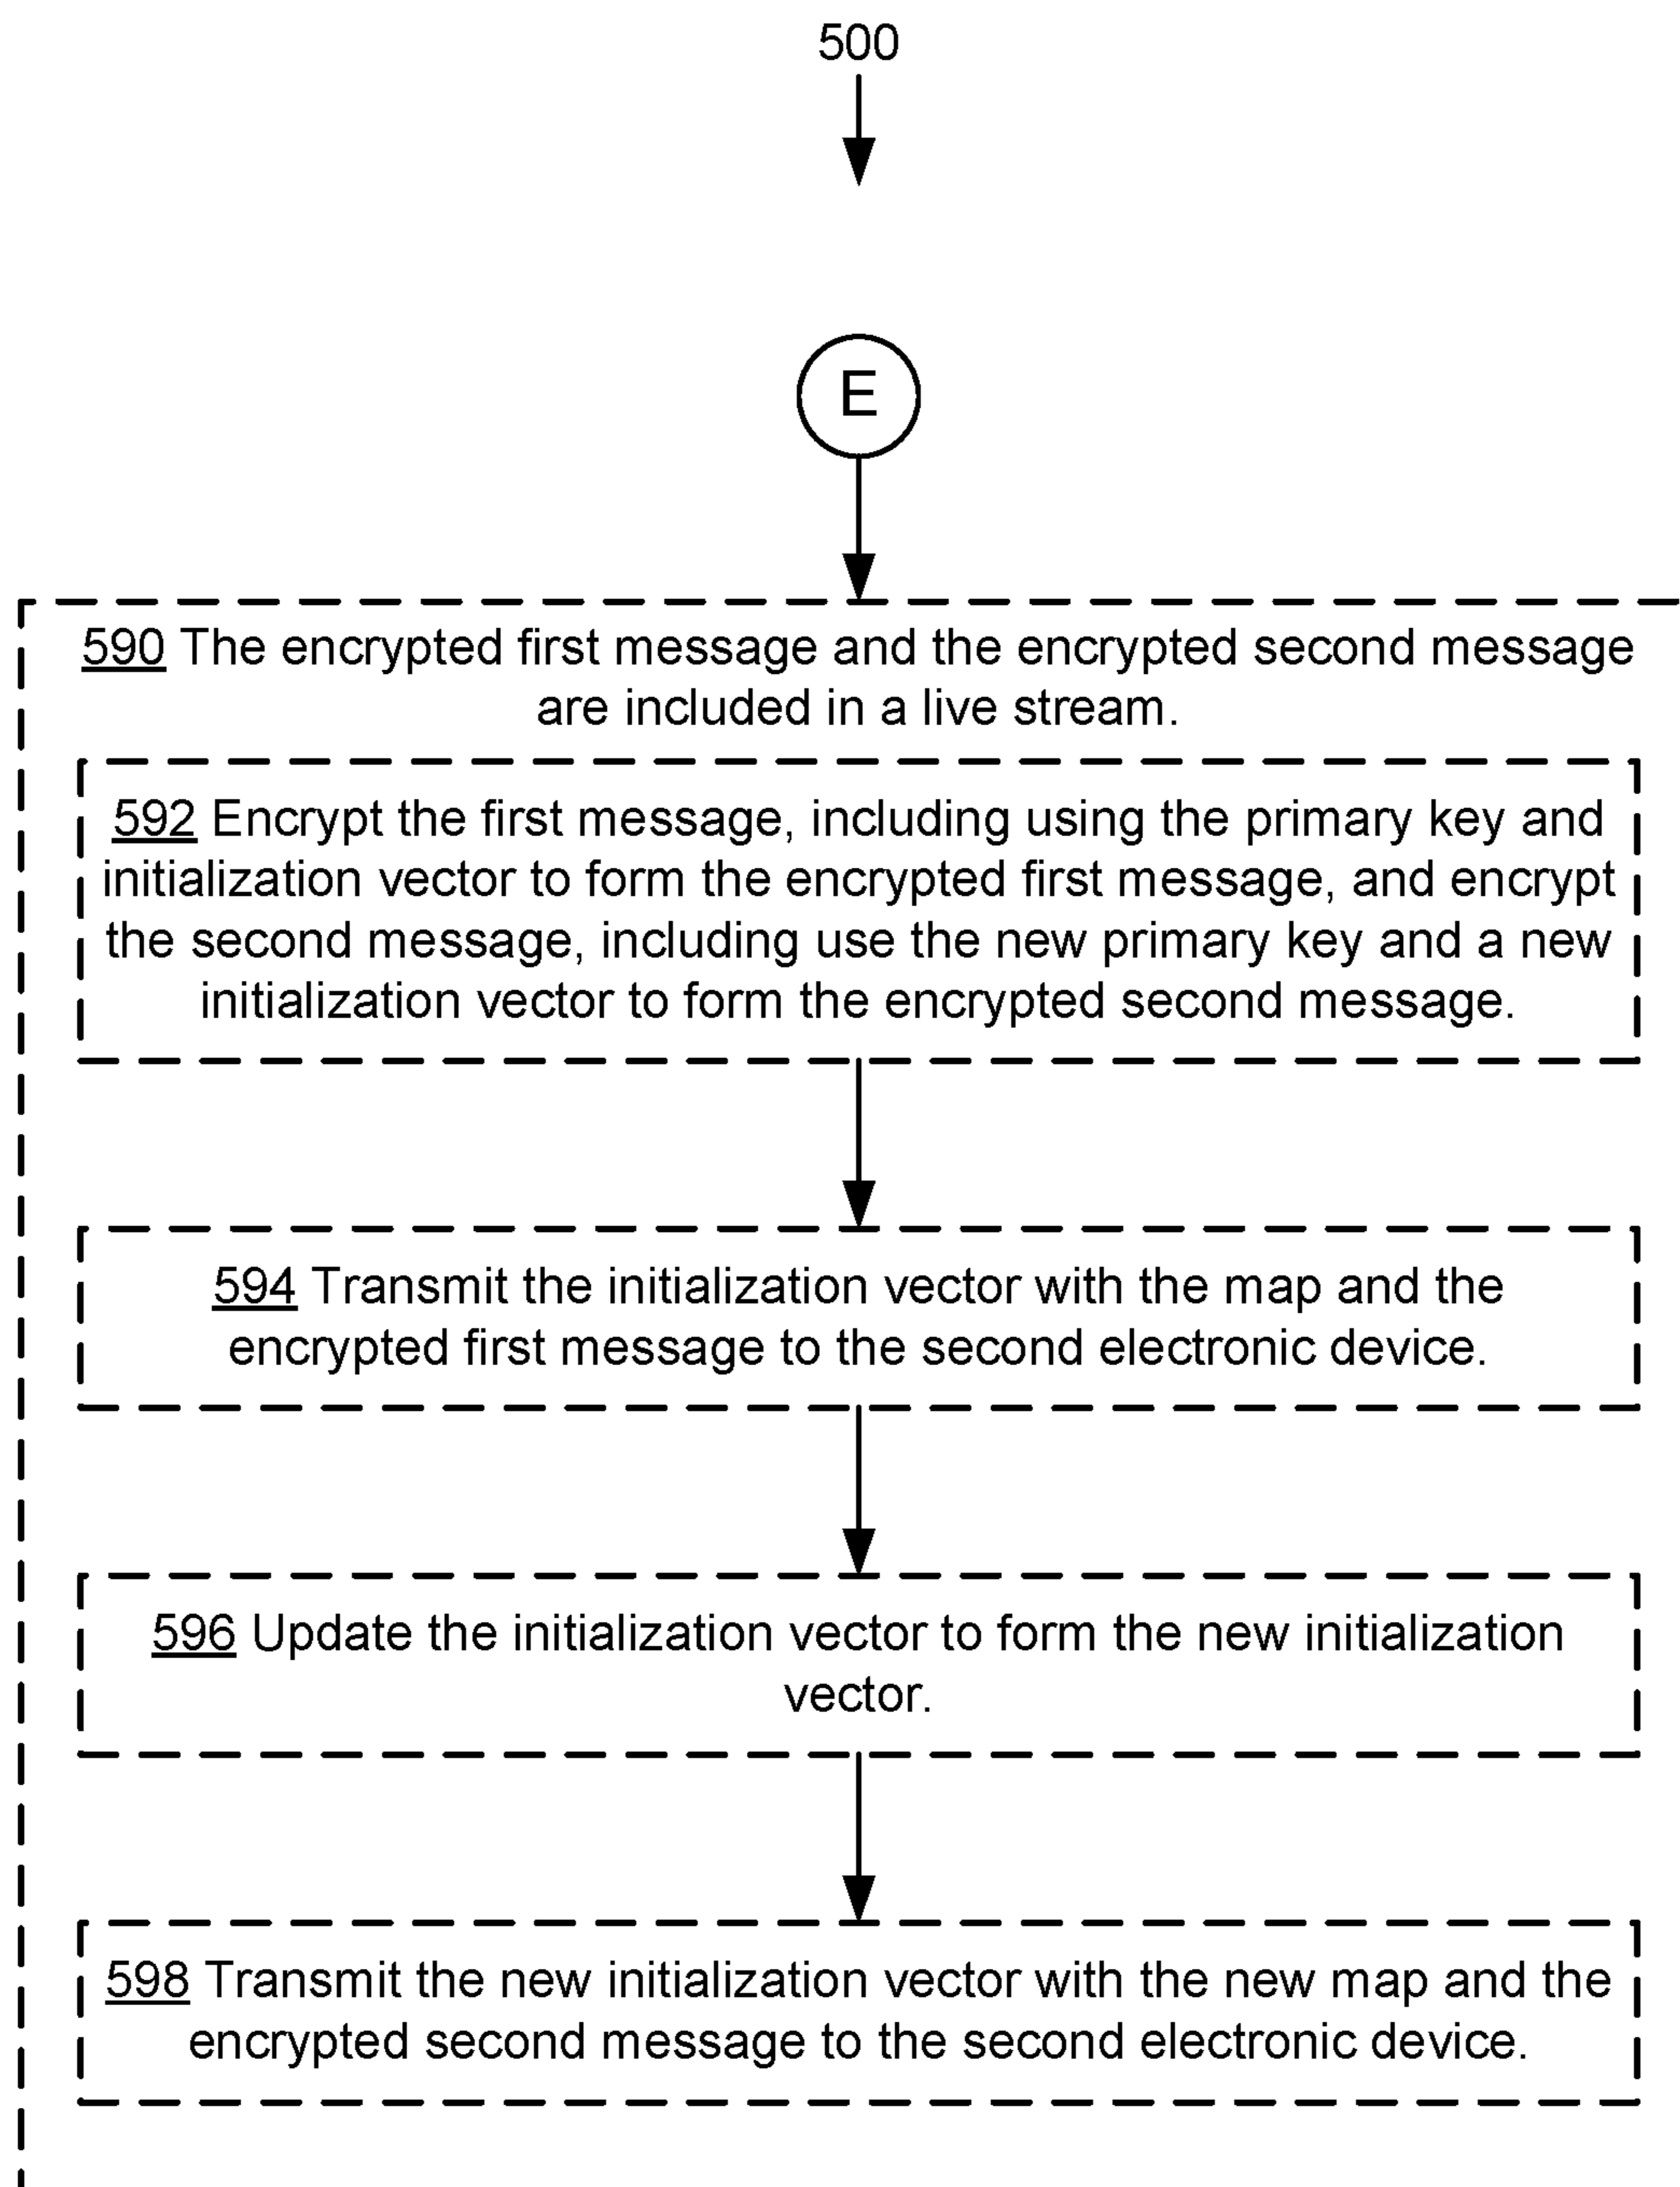 500
E
590 The encrypted first message and the encrypted second message
are included in a live stream.
592 Encrypt the first message, including using the primary key and
initialization vector to form the encrypted first message, and encrypt
the second message, including use the new primary key and a new
initialization vector to form the encrypted second message.
594 Transmit the initialization vector with the map and the
encrypted first message to the second electronic device.
596 Update the initialization vector to form the new initialization
vector.
598 Transmit the new initialization vector with the new map and the
encrypted second message to the second electronic device.